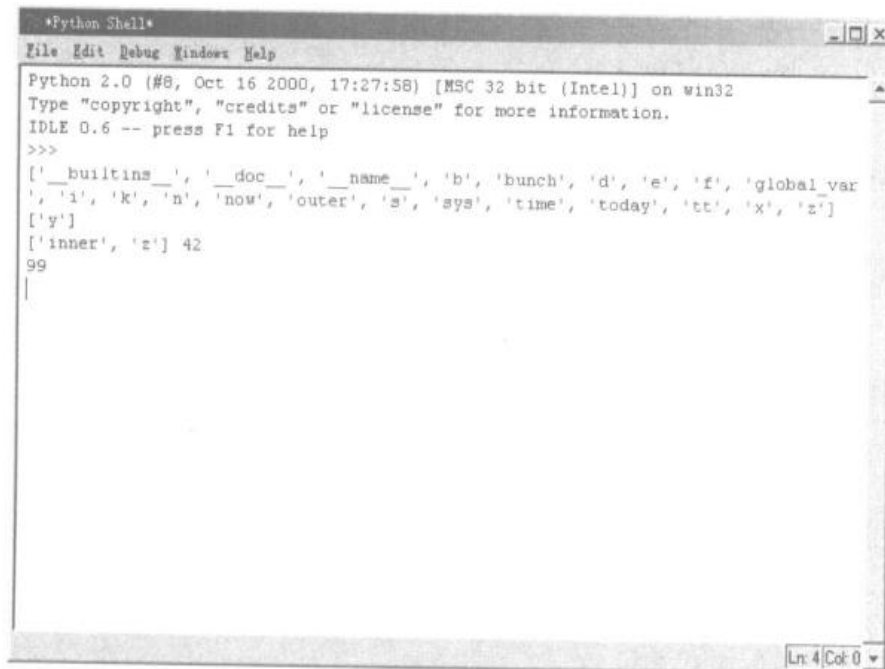 *Python Shell*
File Edit Debug Windows Help
Python 2.0 (#8, Oct 16 2000, 17:27:58) [MSC 32 bit (Intel)] on win32
Type "copyright", "credits" or "license" for more information.
IDLE 0.6 -- press F1 for help
>>>
['__builtins__', '__doc__', '__name__', 'b', 'bunch', 'd', 'e', 'f', 'global_var
', 'i', 'k', 'n', 'now', 'outer', 's', 'sys', 'time', 'today', 'tt', 'x', 'z']
['y']
['inner', 'z'] 42
99
Ln: 4 Col: 0